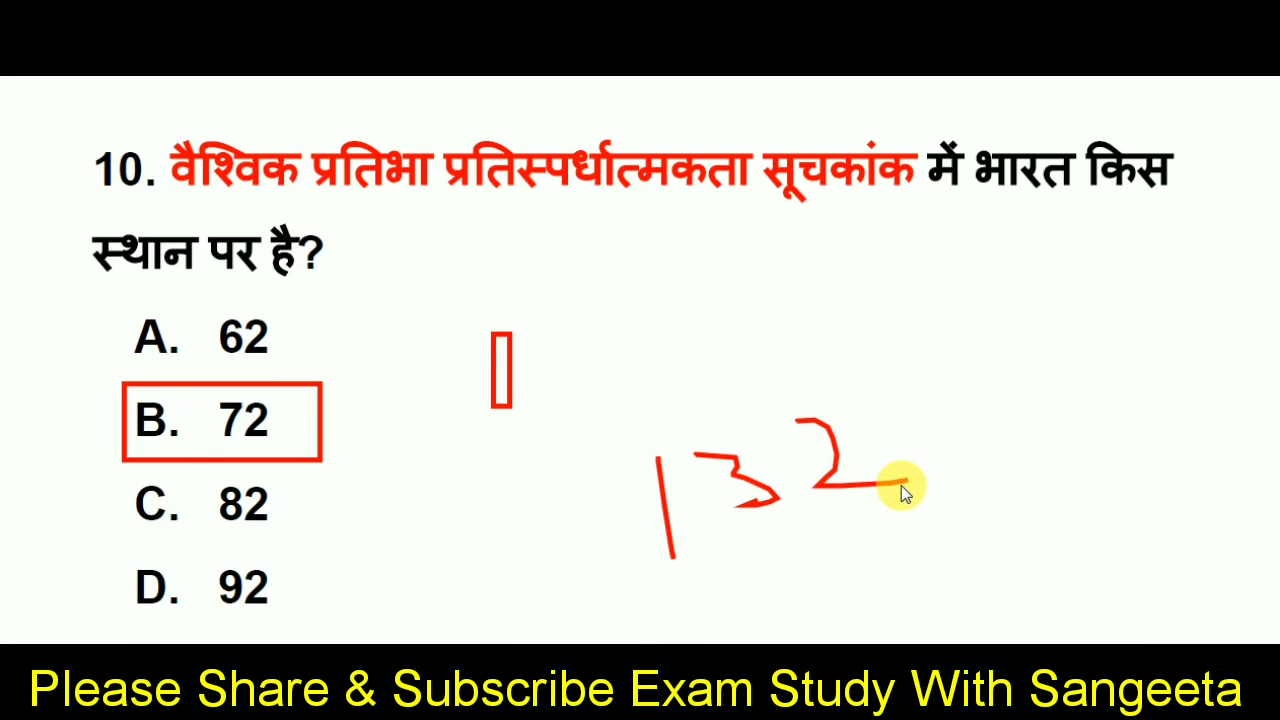 10. वैश्विक प्रतिभा प्रतिस्पर्धात्मकता सूचकांक में भारत किस
स्थान पर है?
A. 62
B. 72
C. 82
D. 92
132
Please Share & Subscribe Exam Study With Sangeeta